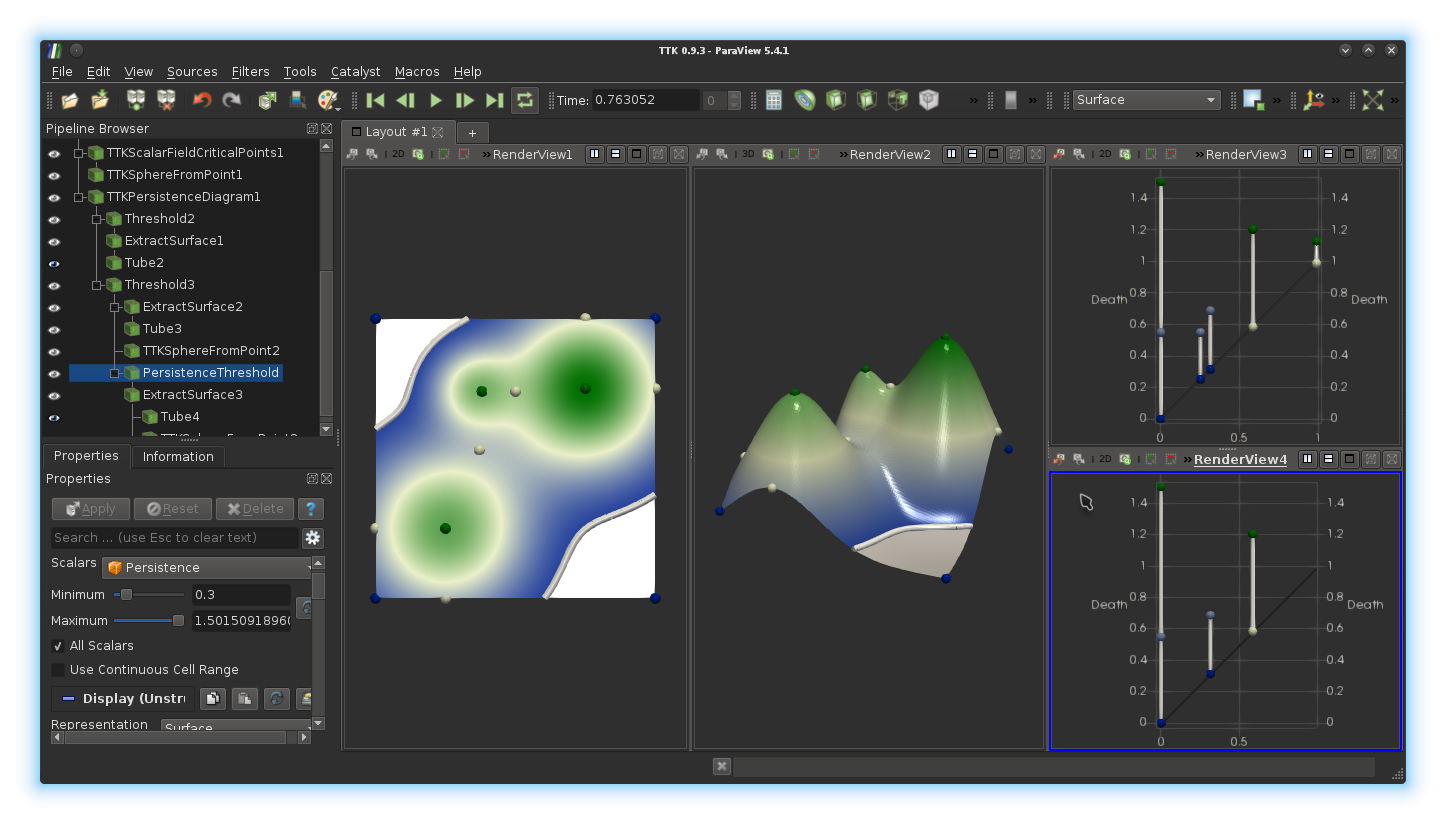 TTK 0.9.3 - ParaView 5.4.1
File Edit View Sources Filters Tools Catalyst Macros Help
Time: 0.763052 0 » » Surface » » »
Pipeline Browser
TTKScalarFieldCriticalPoints1
TTKSphereFromPoint1
TTKPersistenceDiagram1
Threshold2
ExtractSurface1
Tube2
Threshold3
ExtractSurface2
Tube3
TTKSphereFromPoint2
PersistenceThreshold
ExtractSurface3
Tube4
Properties Information
Properties
Apply Reset Delete ?
Search ... (use Esc to clear text)
Scalars Persistence
Minimum 0.3
Maximum 1.5015091896
All Scalars
Use Continuous Cell Range
Display (Unstr
Representation Surface
Layout #1 +
2D » RenderView1
3D » RenderView2
2D » RenderView3
1.4 1.4
1.2 1.2
1 1
Death 0.8 0.8 Death
0.6 0.6
0.4 0.4
0.2 0.2
0 0
0 0.5 1
2D » RenderView4
1.4 1.4
1.2 1.2
1 1
Death 0.8 0.8 Death
0.6 0.6
0.4 0.4
0.2 0.2
0 0
0 0.5